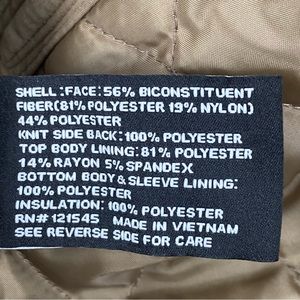 SHELL: FACE: 56% BICONSTITUENT
FIBER(81% POLYESTER 19% NYLON)
44% POLYESTER
KNIT SIDE BACK: 100% POLYESTER
TOP BODY LINING: 81% POLYESTER
14% RAYON 5% SPANDEX
BOTTOM BODY & SLEEVE LINING:
100% POLYESTER
INSULATION: 100% POLYESTER
RN# 121545 MADE IN VIETNAM
SEE REVERSE SIDE FOR CARE